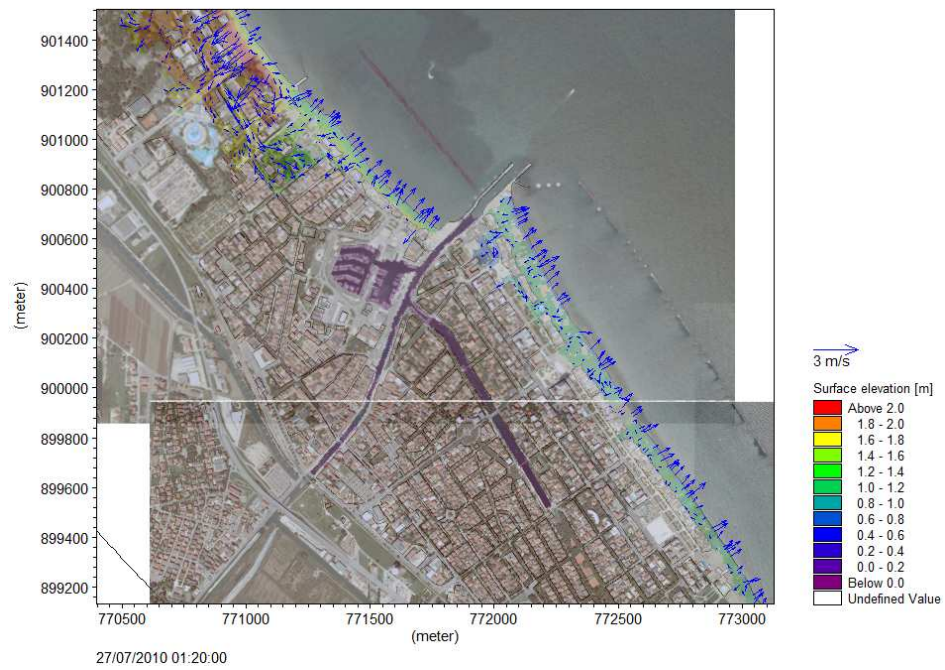 901400
901200
901000
900800
900600
900400
900200
900000
899800
899600
899400
899200
(meter)
770500 771000 771500 772000 772500 773000
(meter)
27/07/2010 01:20:00
3 m/s
Surface elevation [m]
Above 2.0
1.8 - 2.0
1.6 - 1.8
1.4 - 1.6
1.2 - 1.4
1.0 - 1.2
0.8 - 1.0
0.6 - 0.8
0.4 - 0.6
0.2 - 0.4
0.0 - 0.2
Below 0.0
Undefined Value